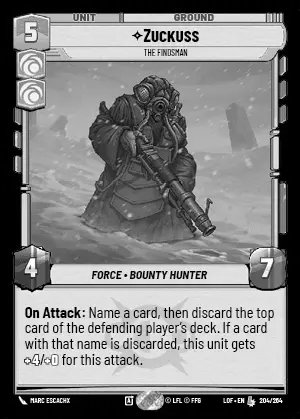 UNIT GROUND
5
✧Zuckuss
THE FINDSMAN
4
7
FORCE • BOUNTY HUNTER
On Attack: Name a card, then discard the top
card of the defending player's deck. If a card
with that name is discarded, this unit gets
+4/+0 for this attack.
MARC ESCACHX © LFL © FFG LOF • EN 204/264